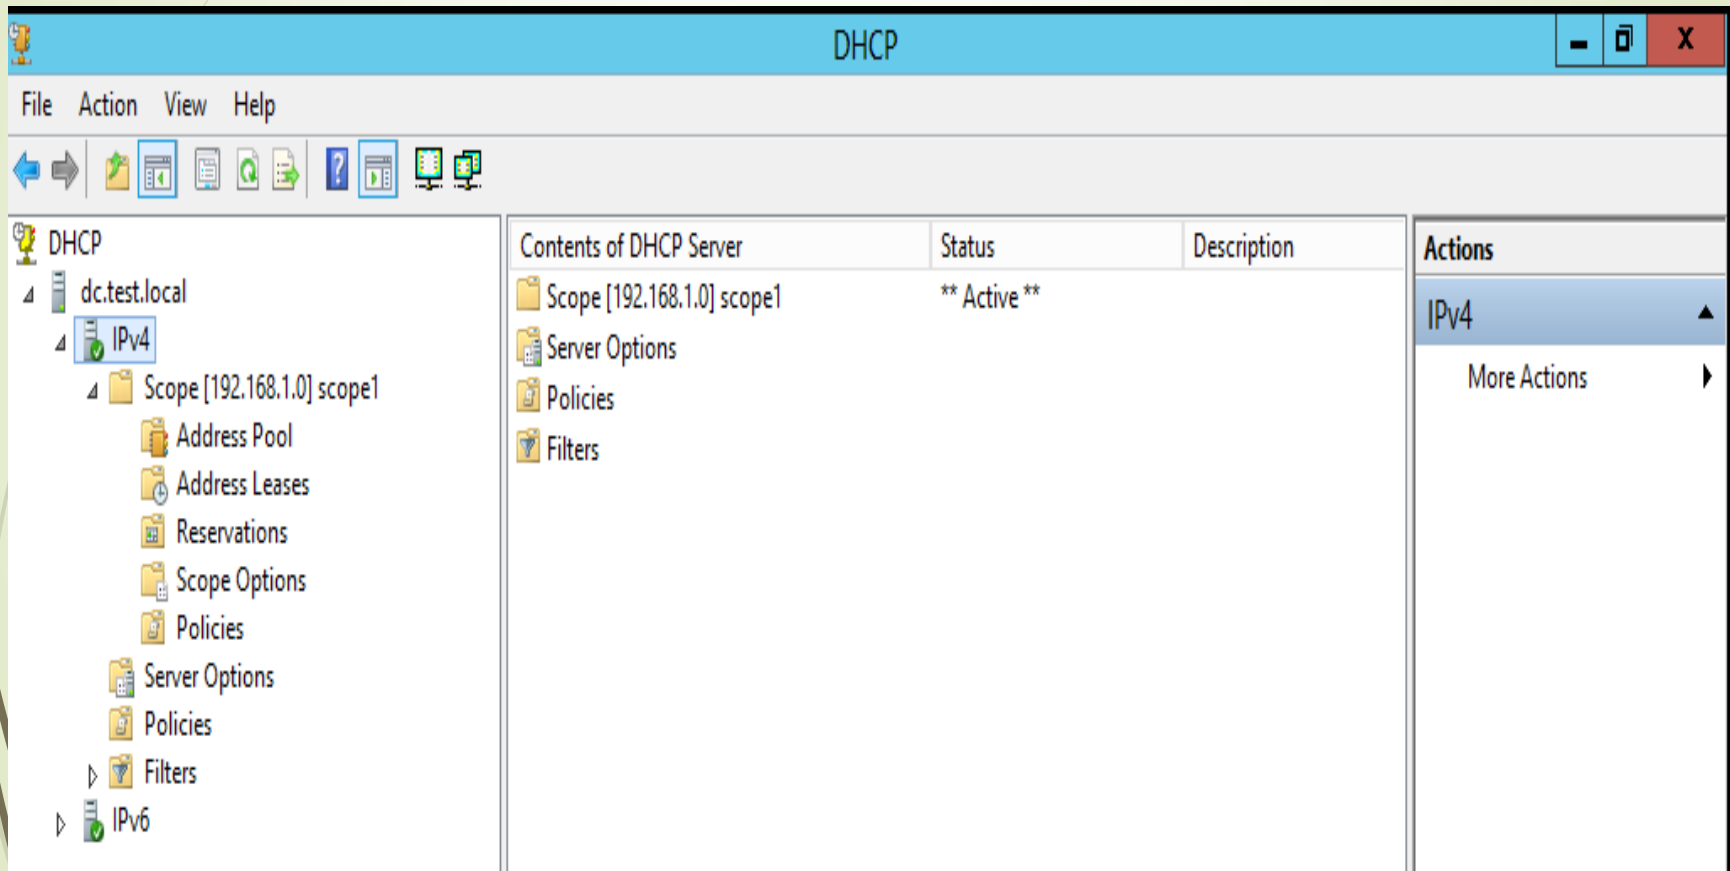 DHCP
File Action View Help
DHCP
dc.test.local
IPv4
Scope [192.168.1.0] scope1
Address Pool
Address Leases
Reservations
Scope Options
Policies
Server Options
Policies
Filters
IPv6
Contents of DHCP Server Status Description
Scope [192.168.1.0] scope1 ** Active **
Server Options
Policies
Filters
Actions
IPv4
More Actions